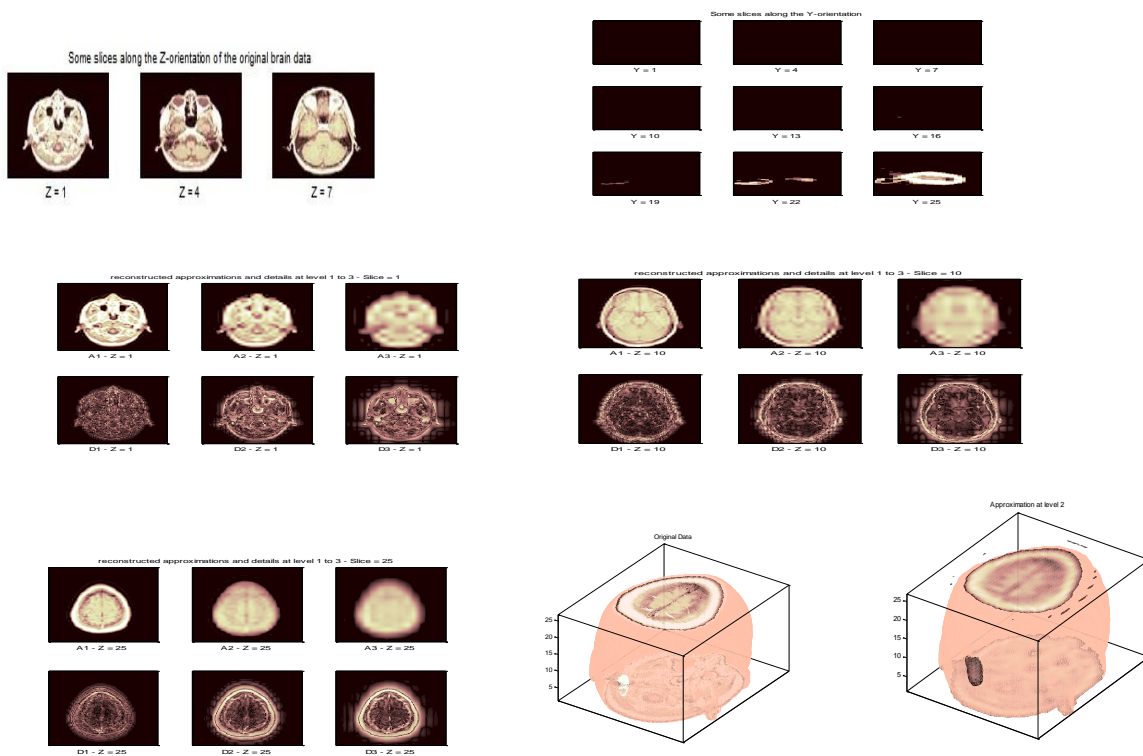 Some slices along the Z-orientation of the original brain data
Z = 1 Z = 4 Z = 7
Some slices along the Y-orientation
Y = 1 Y = 4 Y = 7
Y = 10 Y = 13 Y = 16
Y = 19 Y = 22 Y = 25
reconstructed approximations and details at level 1 to 3 - Slice = 1
A1 - Z = 1 A2 - Z = 1 A3 - Z = 1
D1 - Z = 1 D2 - Z = 1 D3 - Z = 1
reconstructed approximations and details at level 1 to 3 - Slice = 10
A1 - Z = 10 A2 - Z = 10 A3 - Z = 10
D1 - Z = 10 D2 - Z = 10 D3 - Z = 10
reconstructed approximations and details at level 1 to 3 - Slice = 25
A1 - Z = 25 A2 - Z = 25 A3 - Z = 25
D1 - Z = 25 D2 - Z = 25 D3 - Z = 25
Original Data
25
20
15
10
5
Approximation at level 2
25
20
15
10
5